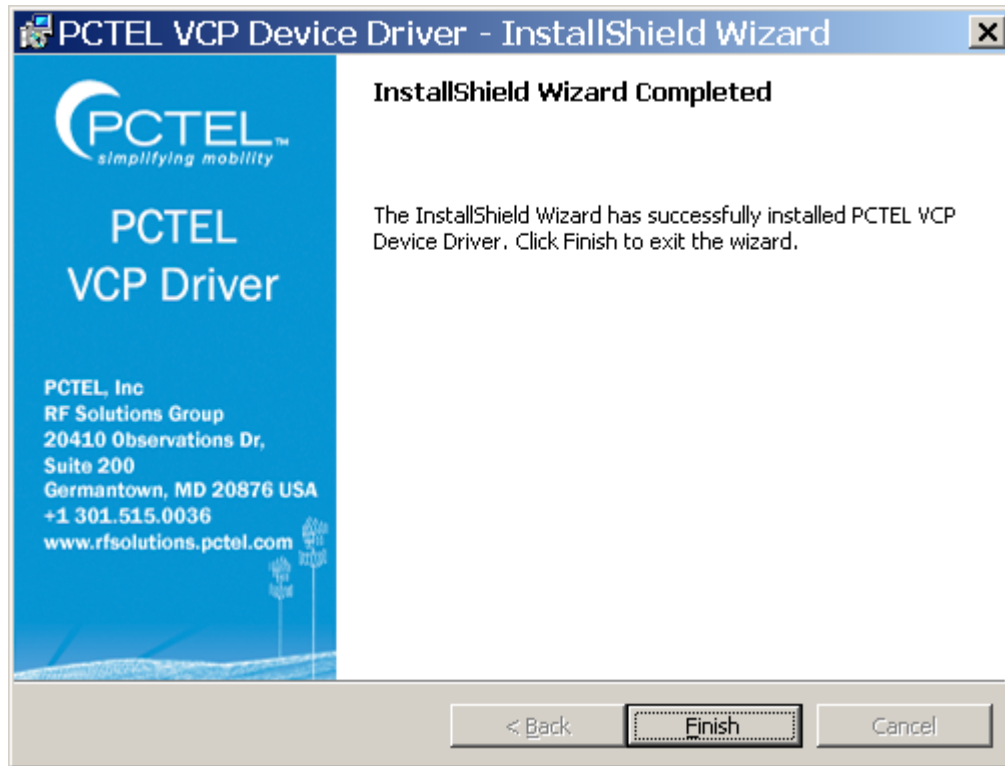 PCTEL VCP Device Driver - InstallShield Wizard
PCTEL™
simplifying mobility
PCTEL
VCP Driver
PCTEL, Inc
RF Solutions Group
20410 Observations Dr,
Suite 200
Germantown, MD 20876 USA
+1 301.515.0036
www.rfsolutions.pctel.com
InstallShield Wizard Completed
The InstallShield Wizard has successfully installed PCTEL VCP
Device Driver. Click Finish to exit the wizard.
< Back
Finish
Cancel